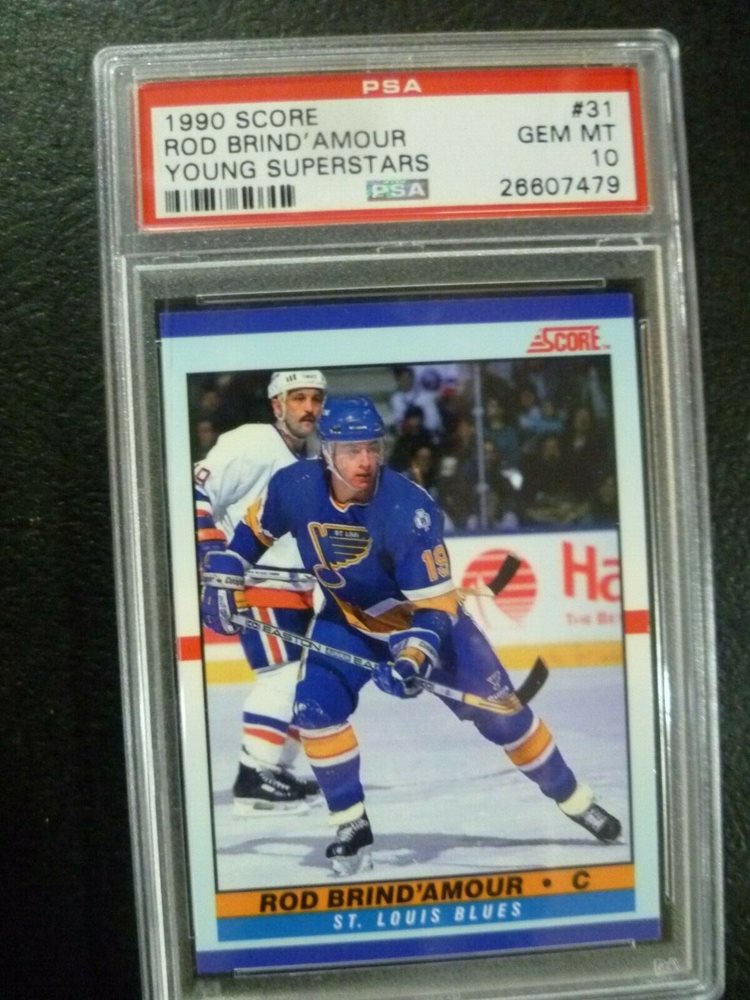 PSA
1990 SCORE #31
ROD BRIND'AMOUR GEM MT
YOUNG SUPERSTARS 10
PSA 26607479
SCORE
ST. LOUIS
19
EASTON
Ha
THE BE
ROD BRIND'AMOUR • C
ST. LOUIS BLUES